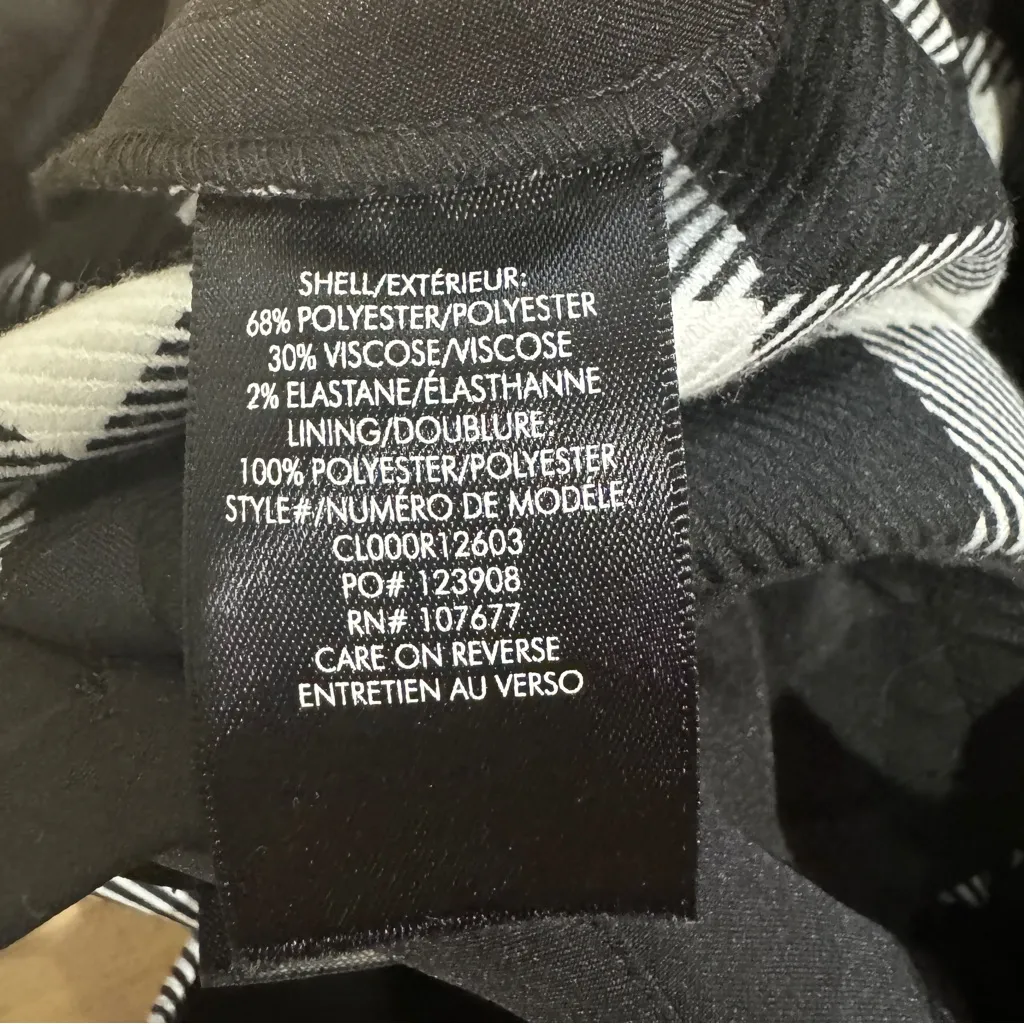 SHELL/EXTÉRIEUR:
68% POLYESTER/POLYESTER
30% VISCOSE/VISCOSE
2% ELASTANE/ÉLASTHANNE
LINING/DOUBLURE:
100% POLYESTER/POLYESTER
STYLE#/NUMÉRO DE MODÈLE:
CL000R12603
PO# 123908
RN# 107677
CARE ON REVERSE
ENTRETIEN AU VERSO